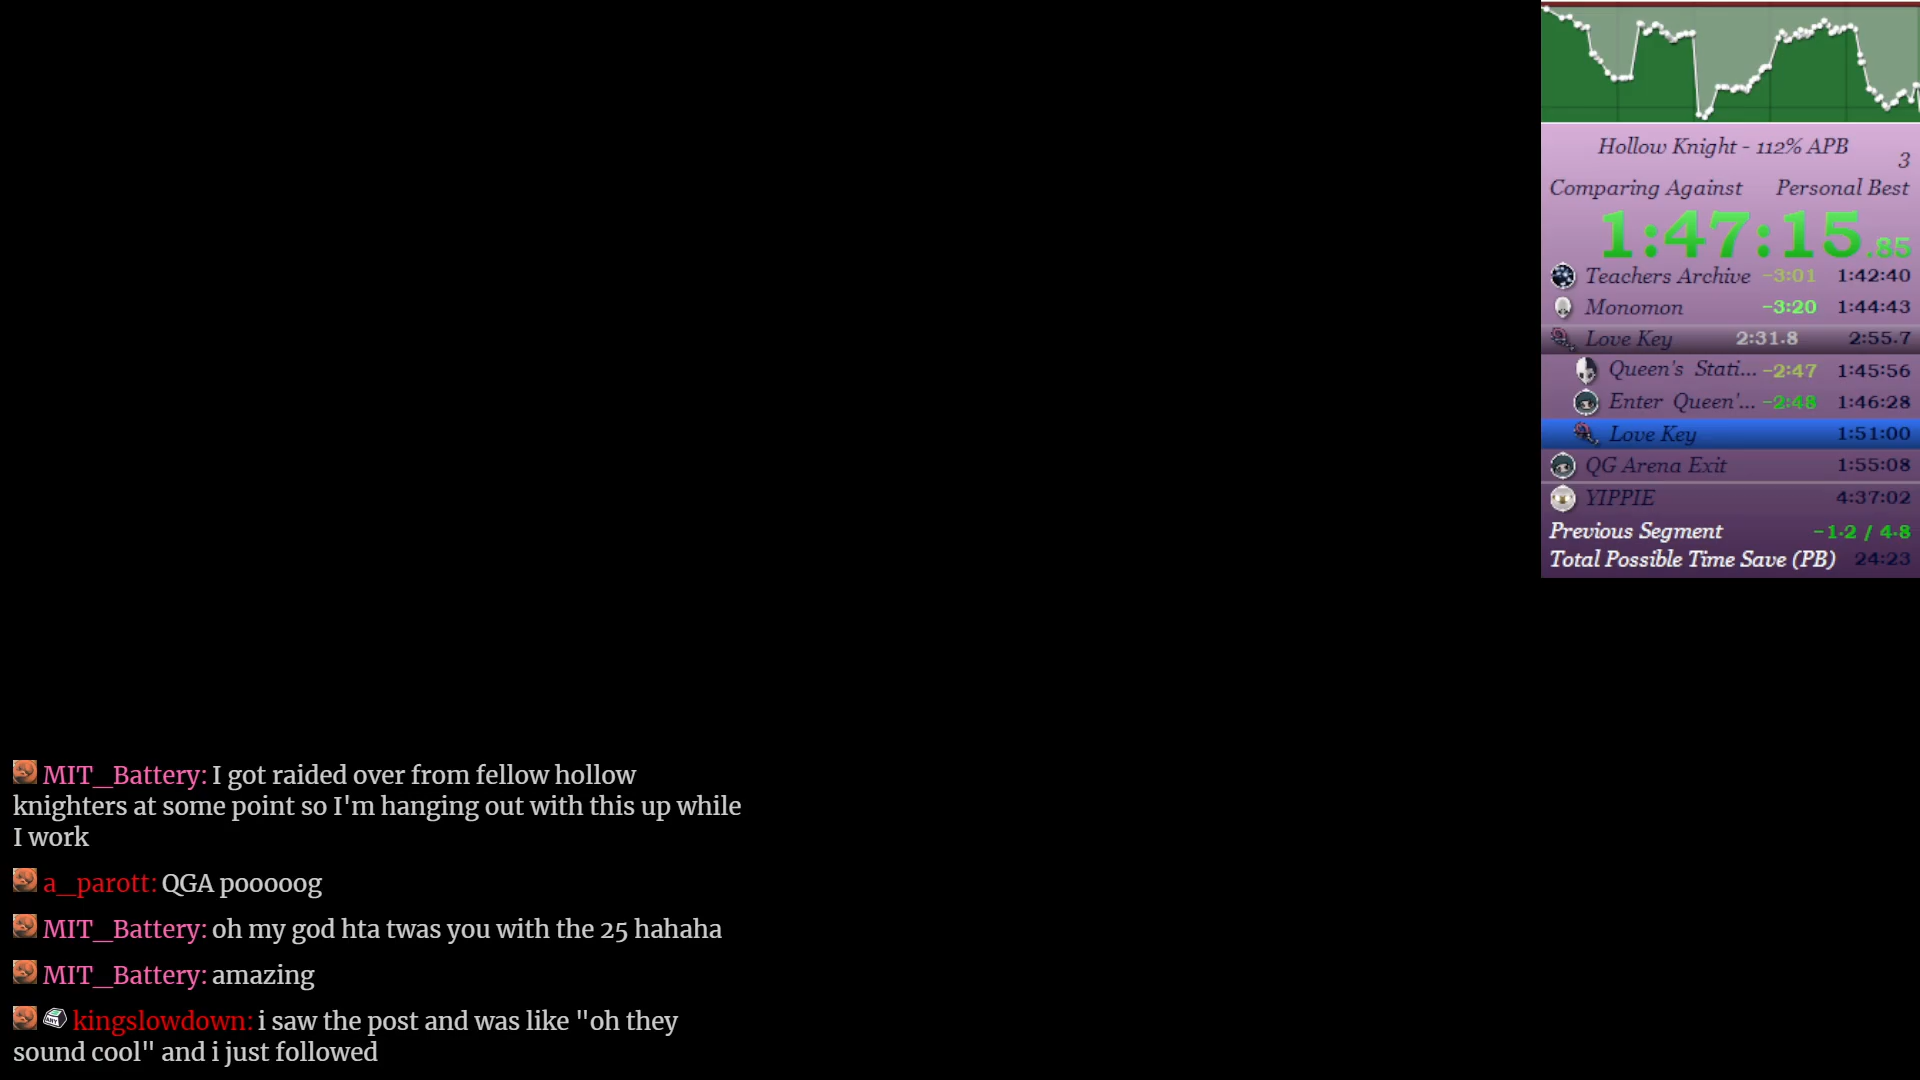 Hollow Knight - 112% APB
3
Comparing Against Personal Best
1:47:15.85
Teachers Archive -3:01 1:42:40
Monomon -3:20 1:44:43
Love Key 2:31.8 2:55.7
Queen's Stati... -2:47 1:45:56
Enter Queen'... -2:48 1:46:28
Love Key 1:51:00
QG Arena Exit 1:55:08
YIPPIE 4:37:02
Previous Segment -1.2 / 4.8
Total Possible Time Save (PB) 24:23
MIT_Battery: I got raided over from fellow hollow
knighters at some point so I'm hanging out with this up while
I work
a_parott: QGA pooooog
MIT_Battery: oh my god hta twas you with the 25 hahaha
MIT_Battery: amazing
kingslowdown: i saw the post and was like "oh they
sound cool" and i just followed